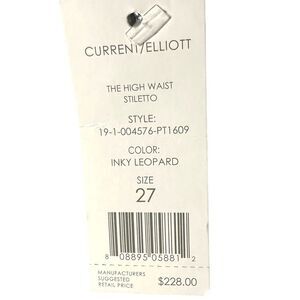 CURRENT/ELLIOTT
THE HIGH WAIST
STILETTO
STYLE:
19-1-004576-PT1609
COLOR:
INKY LEOPARD
SIZE
27
8 08895 05881 2
MANUFACTURERS
SUGGESTED
RETAIL PRICE
$228.00